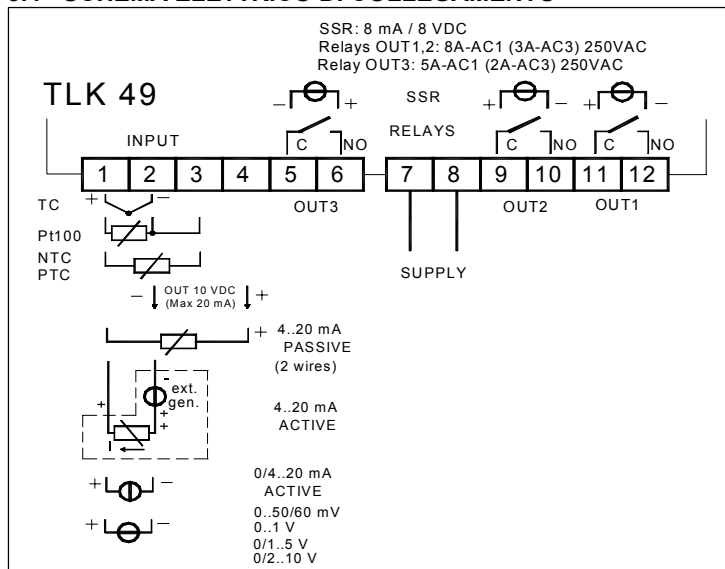 SSR: 8 mA / 8 VDC
Relays OUT1,2: 8A-AC1 (3A-AC3) 250VAC
Relay OUT3: 5A-AC1 (2A-AC3) 250VAC
TLK 49
− + SSR + − + −
INPUT C NO RELAYS C NO C NO
1 2 3 4 5 6 7 8 9 10 11 12
TC + −
OUT3 OUT2 OUT1
Pt100
NTC
PTC
SUPPLY
− OUT 10 VDC +
(Max 20 mA)
+ 4..20 mA
PASSIVE
(2 wires)
-
ext.
+ gen.
+
+
4..20 mA
ACTIVE
I
0/4..20 mA
+ −
ACTIVE
0..50/60 mV
+ −
0..1 V
0/1..5 V
0/2..10 V